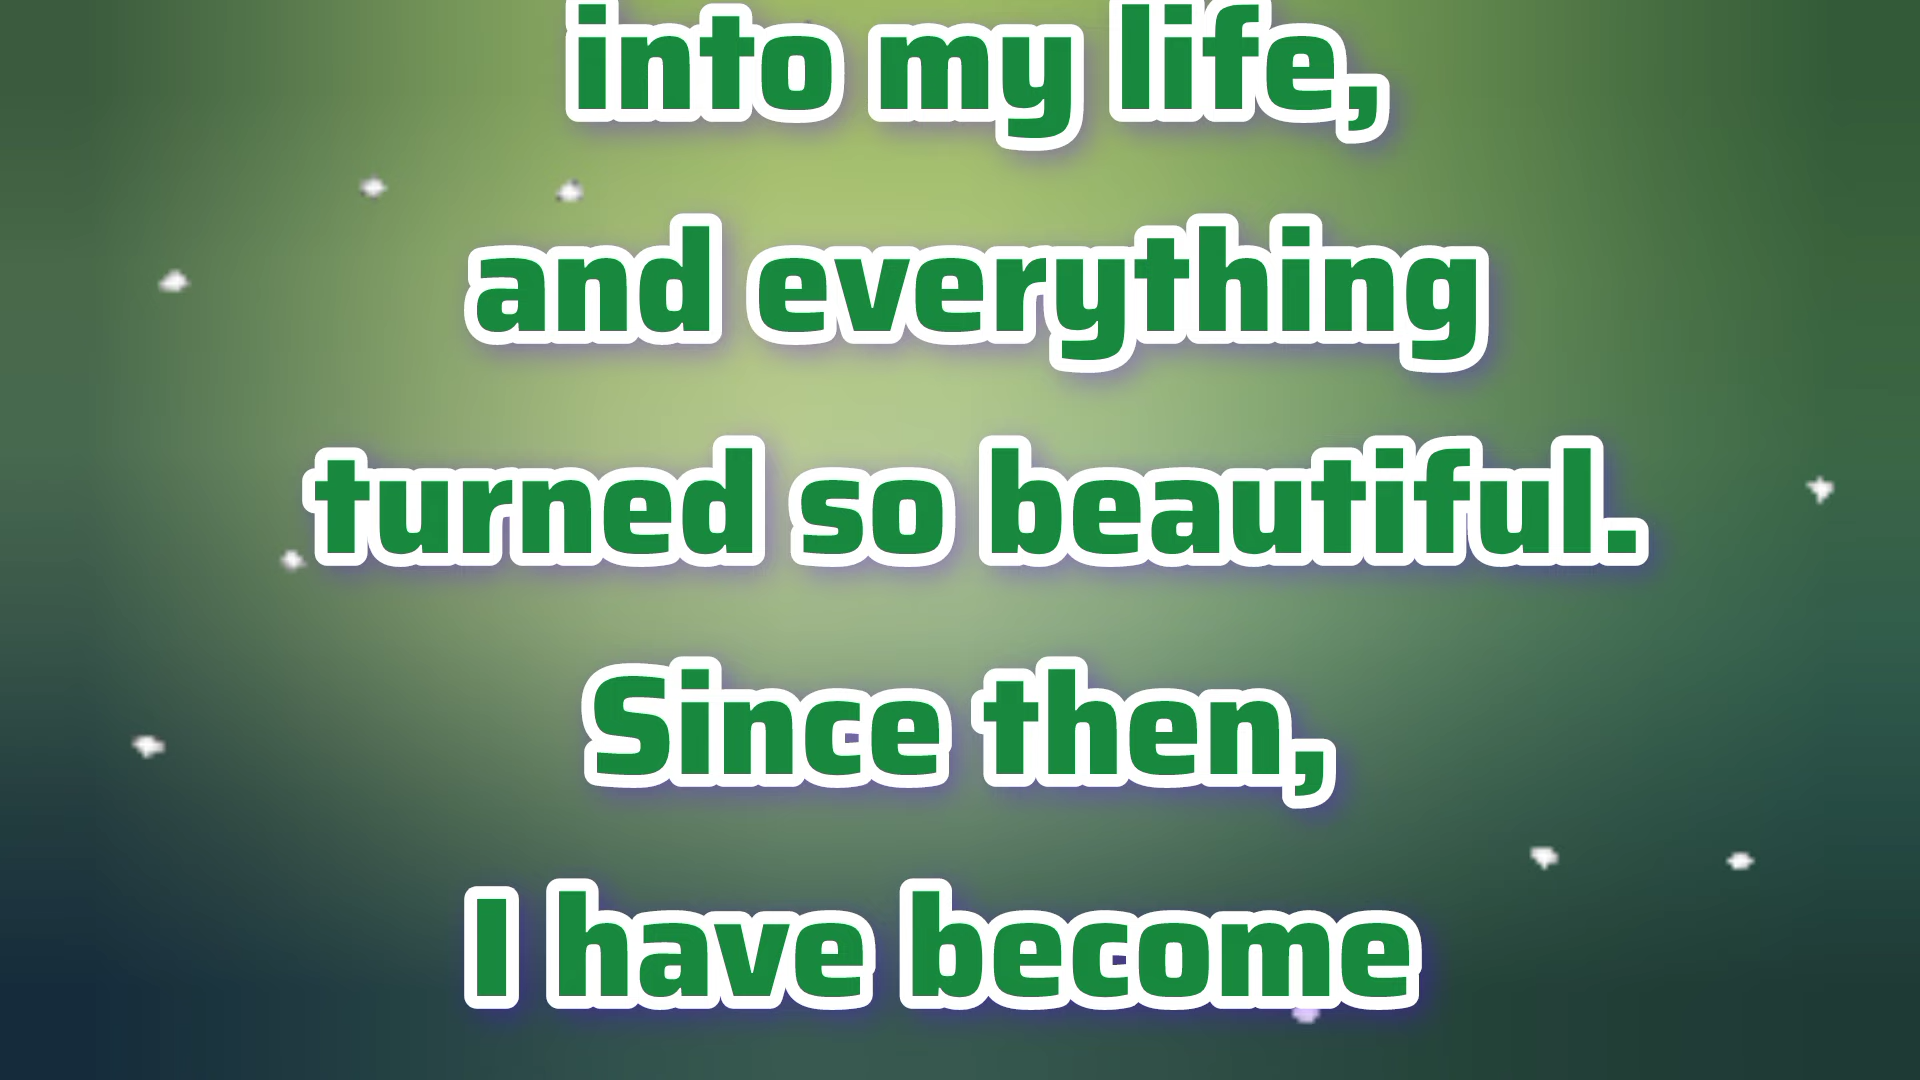 into my life,
and everything
turned so beautiful.
Since then,
I have become